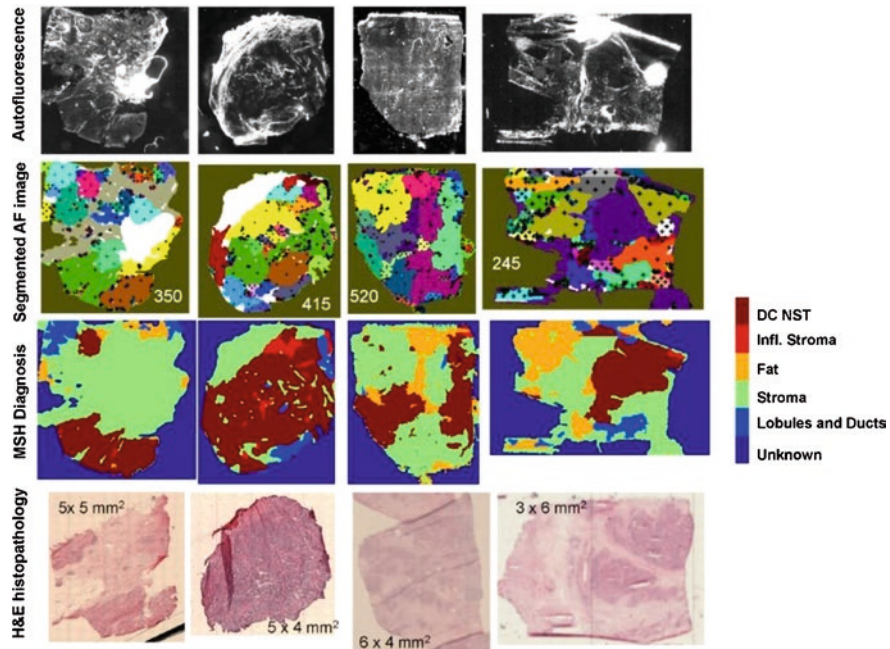 Autofluorescence
Segmented AF image
350
415
520
245
MSH Diagnosis
DC NST
Infl. Stroma
Fat
Stroma
Lobules and Ducts
Unknown
H&E histopathology
5x 5 mm²
5 x 4 mm²
6 x 4 mm²
3 x 6 mm²